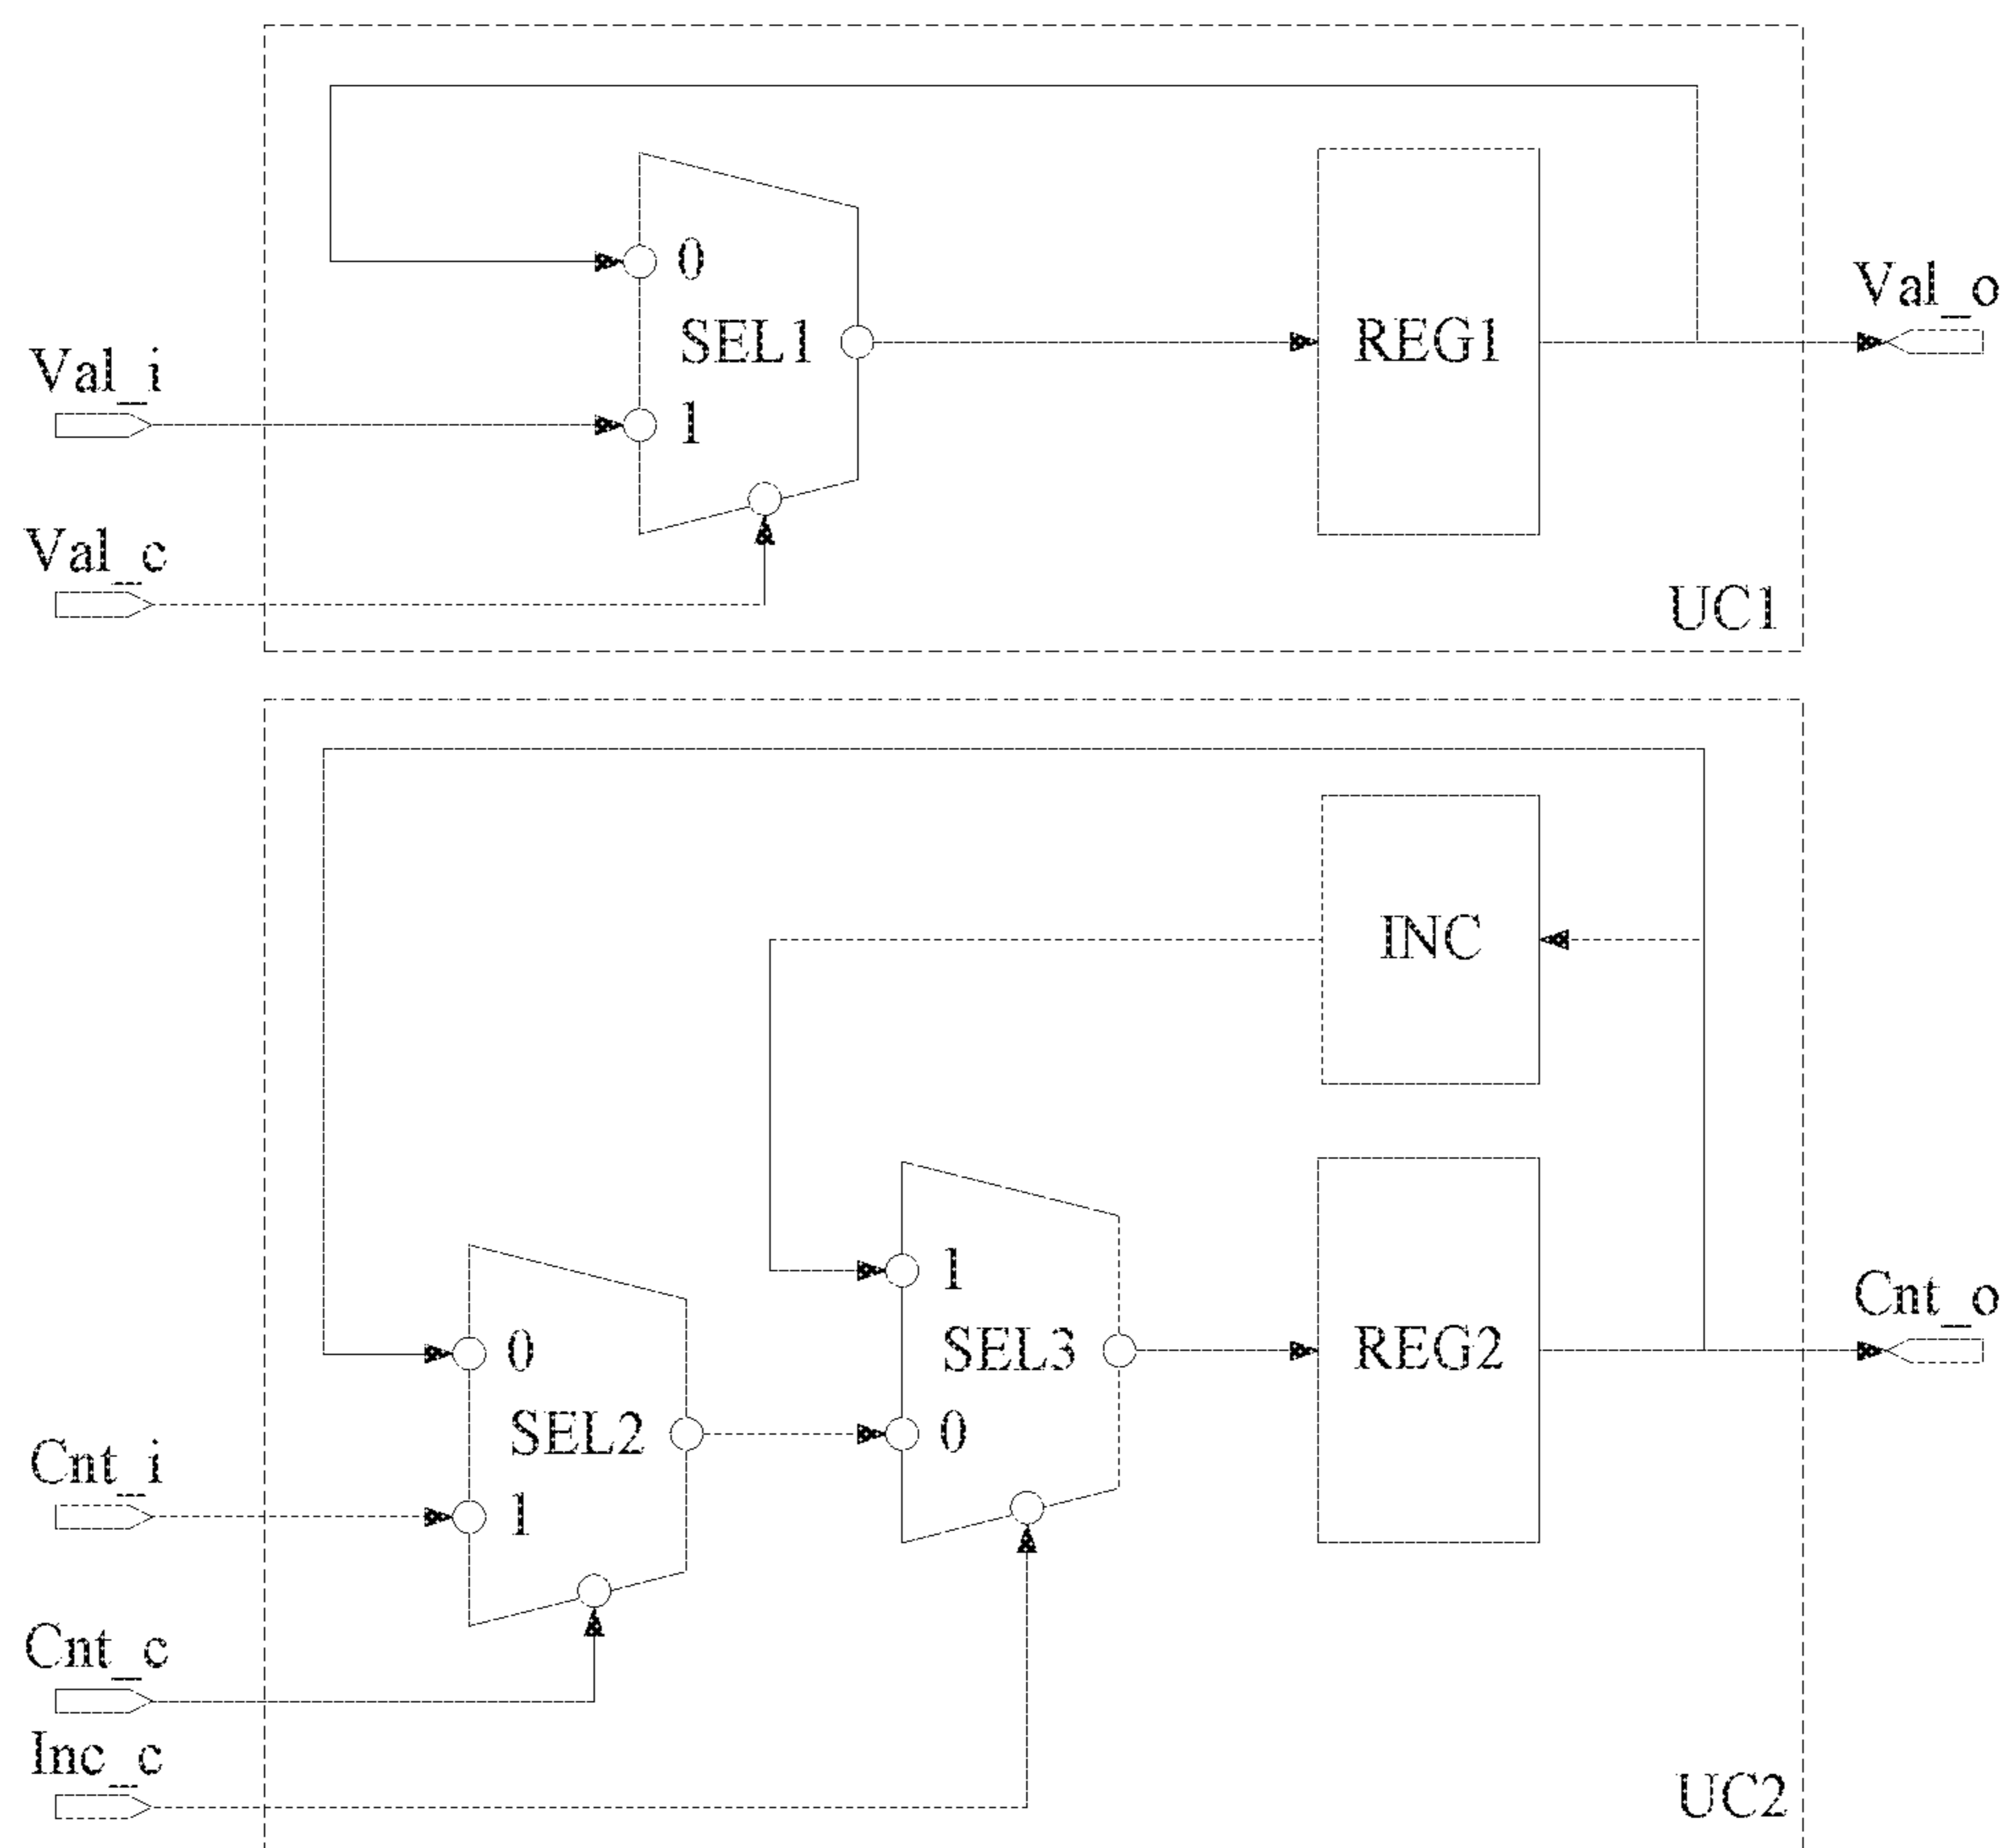 0
SEL1
1
REG1
Val_o
Val_i
Val_c
UC1
INC
1
SEL3
0
REG2
Cnt_o
0
SEL2
1
Cnt_i
Cnt_c
Inc_c
UC2